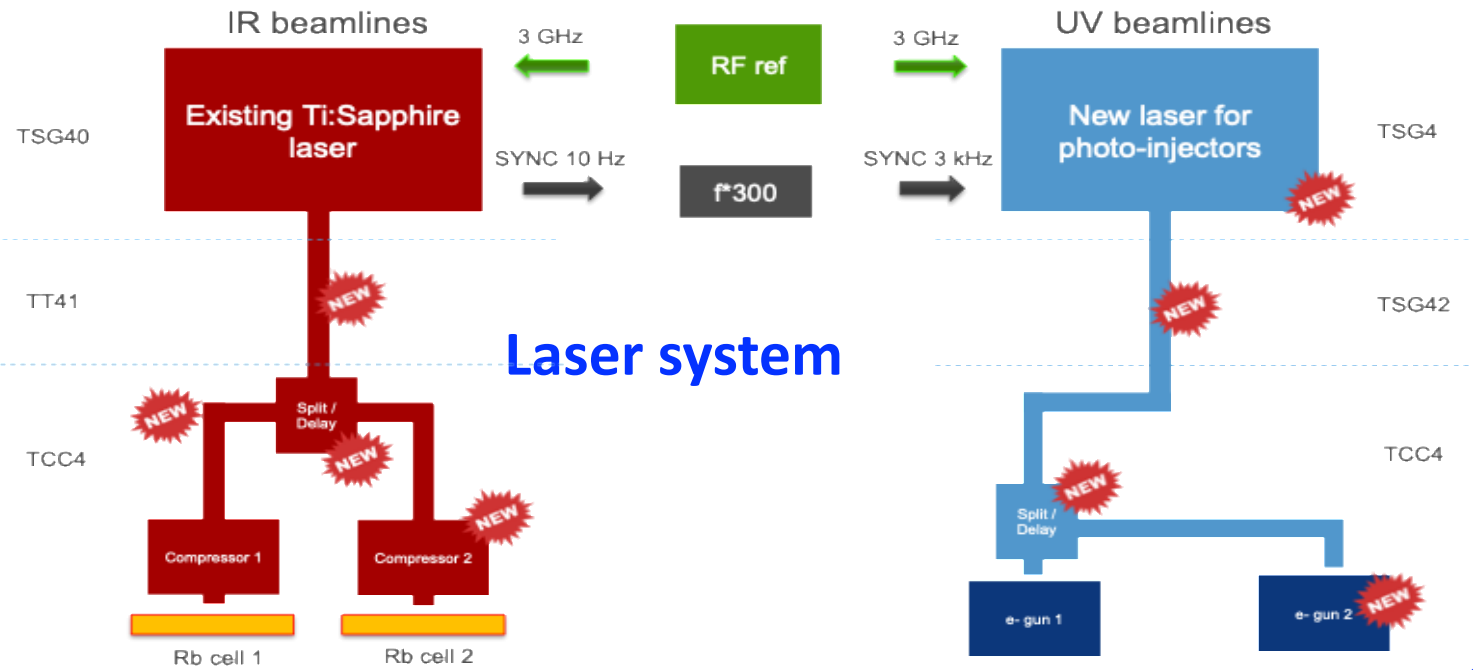 IR beamlines
UV beamlines
3 GHz
RF ref
3 GHz
Existing Ti:Sapphire
laser
New laser for
photo-injectors
TSG40
TSG4
SYNC 10 Hz
f*300
SYNC 3 kHz
NEW
TT41
NEW
NEW
TSG42
Laser system
NEW
Split /
Delay
NEW
TCC4
TCC4
NEW
Split /
Delay
NEW
Compressor 1
Compressor 2
e- gun 1
e- gun 2
NEW
Rb cell 1
Rb cell 2